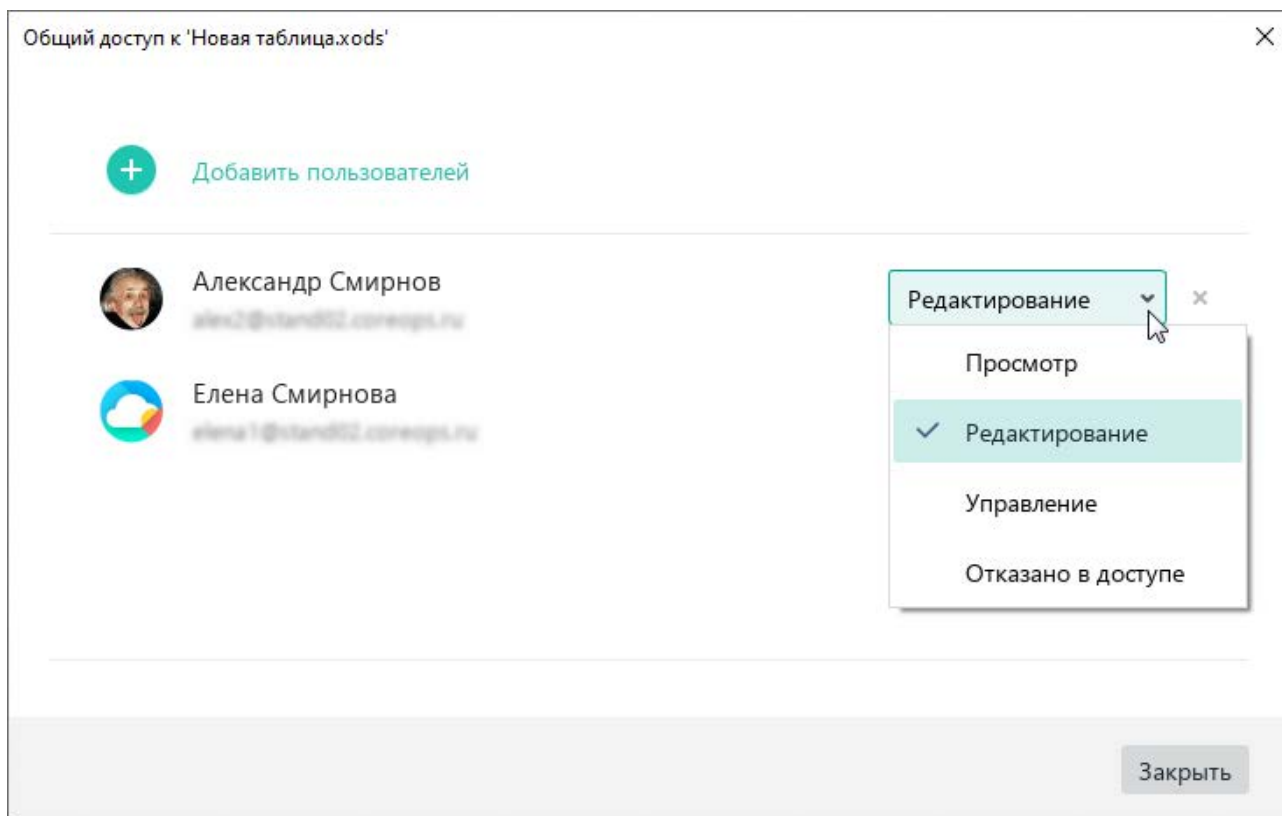 Общий доступ к 'Новая таблица.xods'
Добавить пользователей
Александр Смирнов
Редактирование
Елена Смирнова
Просмотр
Редактирование
Управление
Отказано в доступе
Закрыть